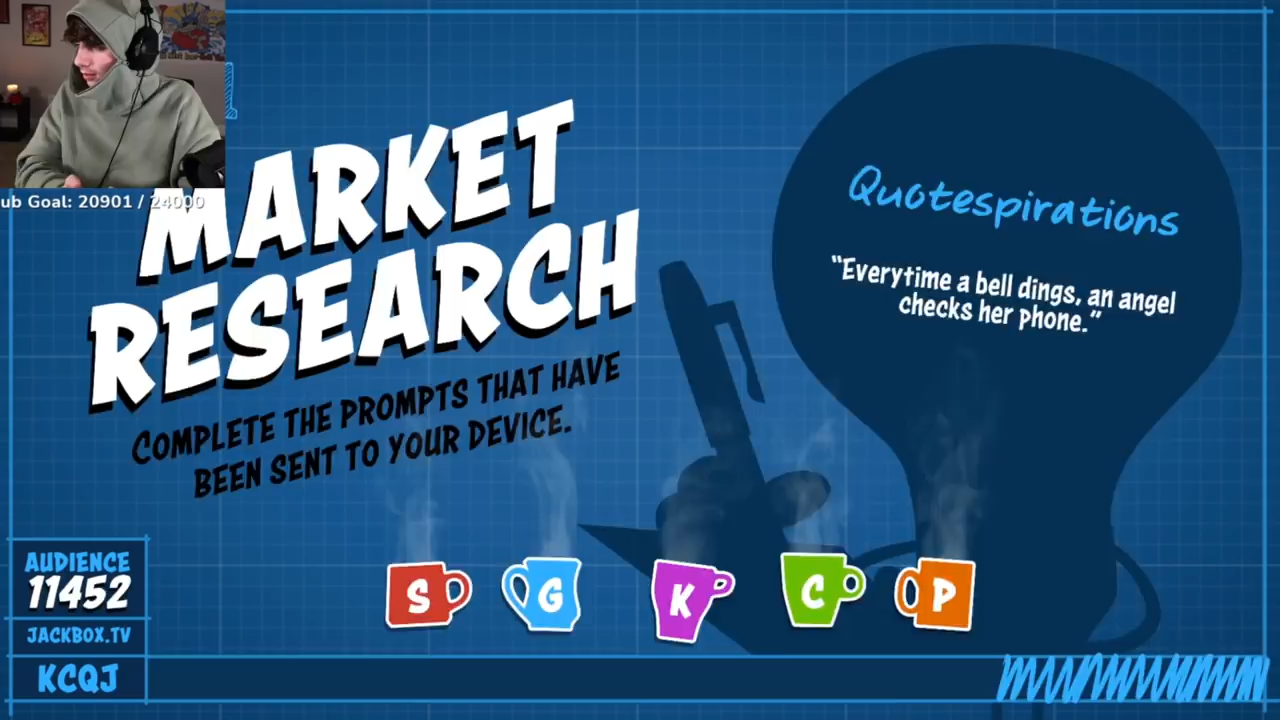 ub Goal: 20901 / 24000
MARKET
RESEARCH
COMPLETE THE PROMPTS THAT HAVE
BEEN SENT TO YOUR DEVICE.
Quotespirations
“Everytime a bell dings, an angel
checks her phone.”
S G K C P
AUDIENCE
11452
JACKBOX.TV
KCQJ